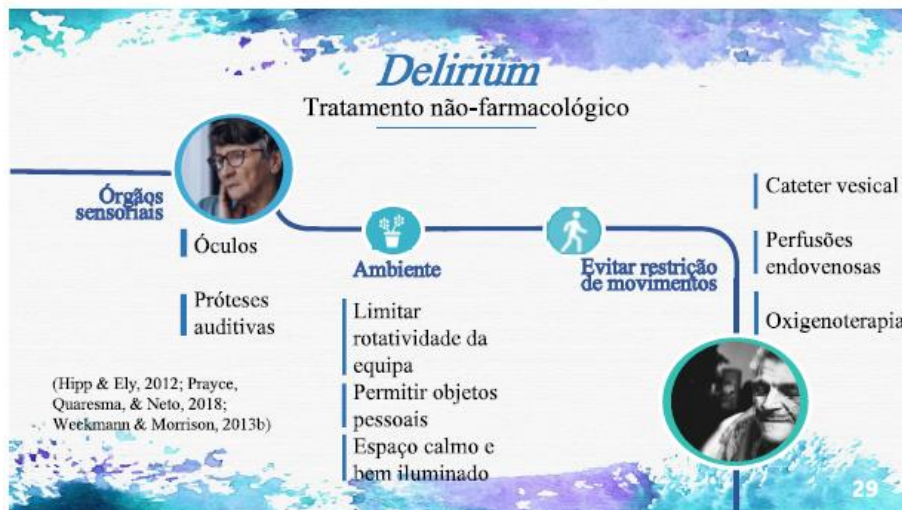 Delirium
Tratamento não-farmacológico
Órgãos
sensoriais
Óculos
Próteses
auditivas
Ambiente
Limitar
rotatividade da
equipa
Permitir objetos
pessoais
Espaço calmo e
bem iluminado
Evitar restrição
de movimentos
Cateter vesical
Perfusões
endovenosas
Oxigenoterapia
(Hipp & Ely, 2012; Prayce,
Quaresma, & Neto, 2018;
Weckmann & Morrison, 2013b)
29